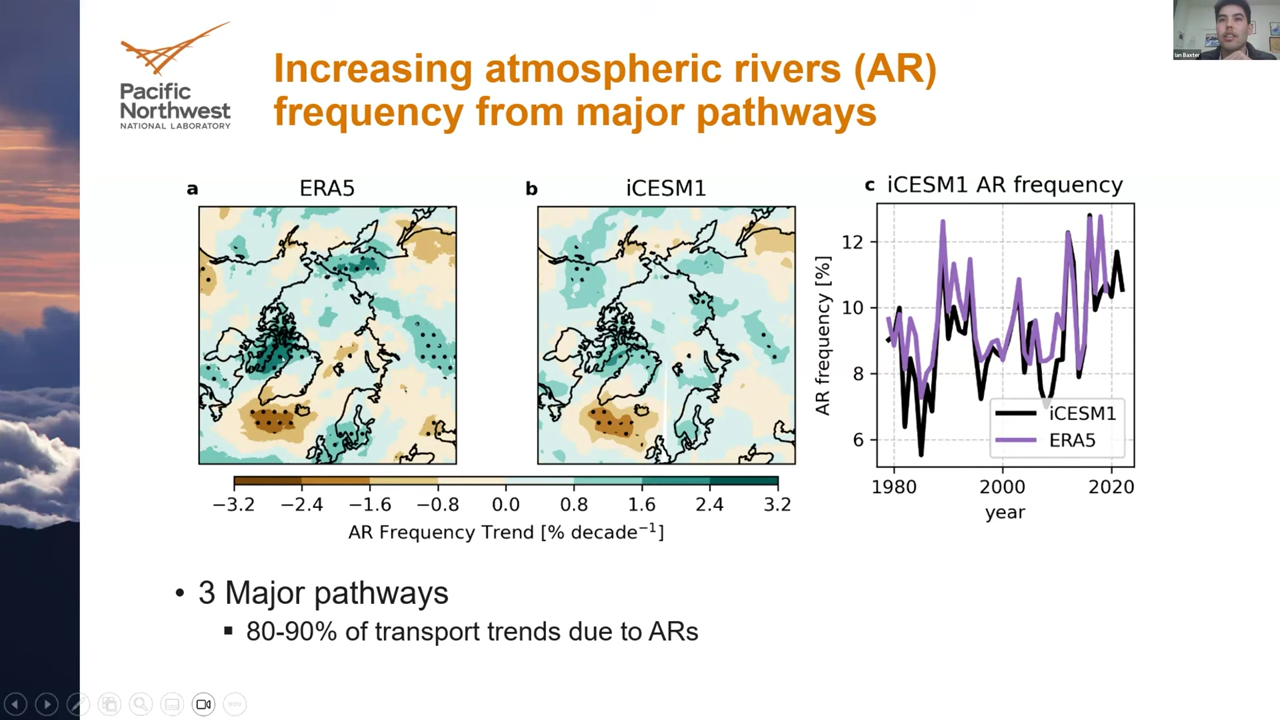 Pacific
Northwest
NATIONAL LABORATORY
Increasing atmospheric rivers (AR)
frequency from major pathways
Ian Baxter
a
ERA5
b
iCESM1
c iCESM1 AR frequency
12
10
8
6
AR frequency [%]
iCESM1
ERA5
1980
2000
2020
year
−3.2 −2.4 −1.6 −0.8 0.0 0.8 1.6 2.4 3.2
AR Frequency Trend [% decade⁻¹]
• 3 Major pathways
▪ 80-90% of transport trends due to ARs